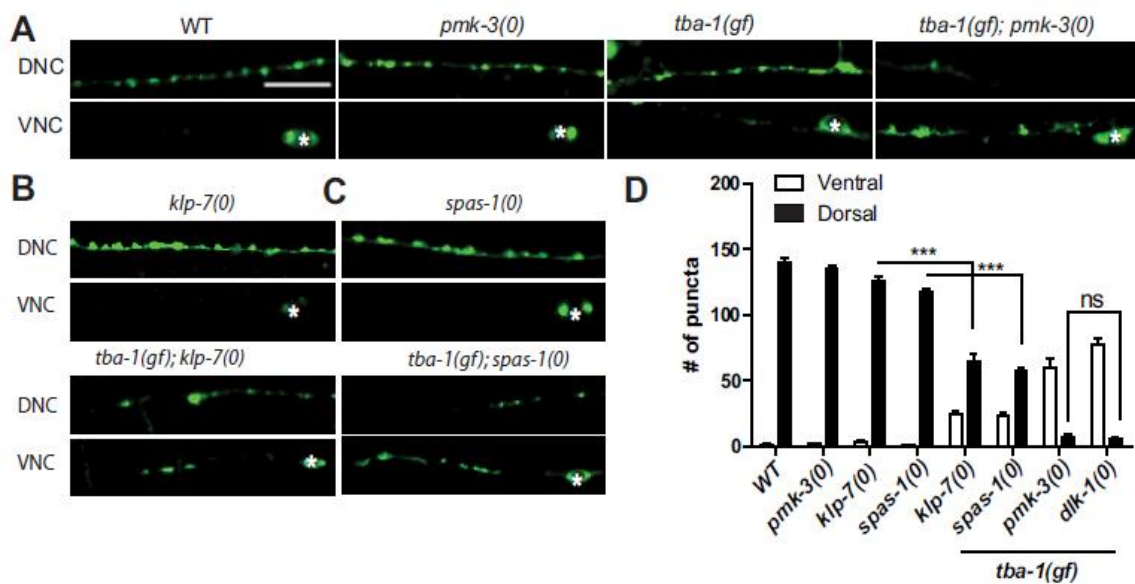 A
WT
pmk-3(0)
tba-1(gf)
tba-1(gf); pmk-3(0)
DNC
*
VNC
*
*
*
B
klp-7(0)
C
spas-1(0)
DNC
VNC
*
*
tba-1(gf); klp-7(0)
tba-1(gf); spas-1(0)
DNC
VNC
*
*
D
Ventral
Dorsal
# of puncta
200
150
100
50
0
***
***
ns
WT
pmk-3(0)
klp-7(0)
spas-1(0)
klp-7(0)
spas-1(0)
pmk-3(0)
dlk-1(0)
tba-1(gf)